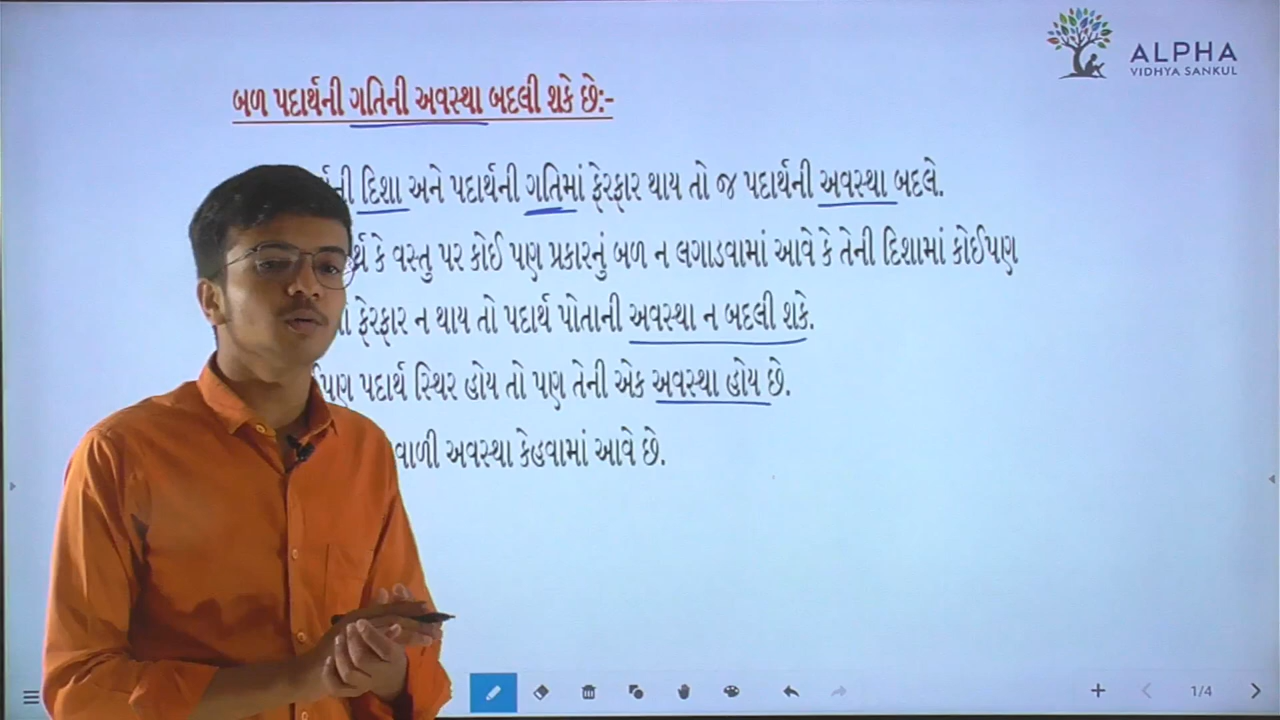 ALPHA
VIDHYA SANKUL
બળ પદાર્થની ગતિની અવસ્થા બદલી શકે છે:-
દિશા અને પદાર્થની ગતિમાં ફેરફાર થાય તો જ પદાર્થની અવસ્થા બદલે.
કે વસ્તુ પર કોઈ પણ પ્રકારનું બળ ન લગાડવામાં આવે કે તેની દિશામાં કોઈપણ
ફેરફાર ન થાય તો પદાર્થ પોતાની અવસ્થા ન બદલી શકે.
પદાર્થ સ્થિર હોય તો પણ તેની એક અવસ્થા હોય છે.
વાળી અવસ્થા કેહવામાં આવે છે.
1/4